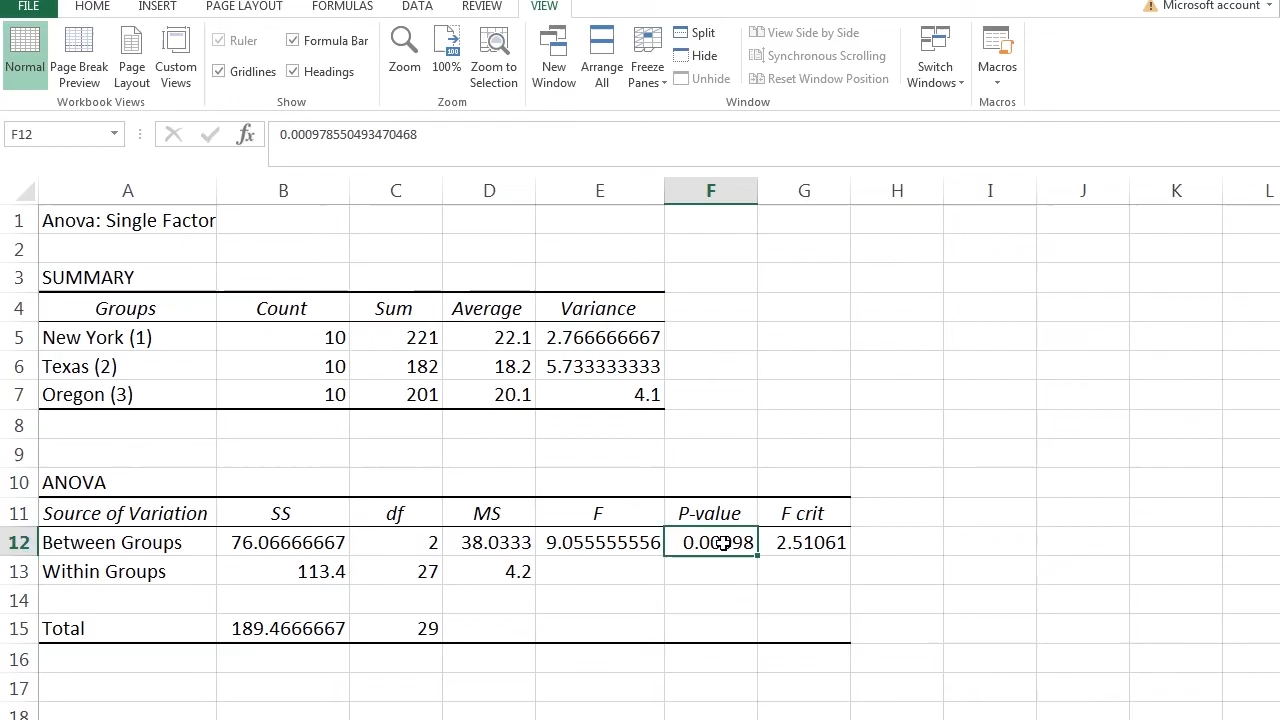 FILE HOME INSERT PAGE LAYOUT FORMULAS DATA REVIEW VIEW Microsoft account
Normal
Page Break Preview
Page Layout
Custom Views
Workbook Views
Ruler
Formula Bar
Gridlines
Headings
Show
Zoom
100
100%
Zoom to Selection
Zoom
New Window
Arrange All
Freeze Panes
Split
Hide
Unhide
View Side by Side
Synchronous Scrolling
Reset Window Position
Window
Switch Windows
Macros
Macros
F12 fx 0.000978550493470468
A B C D E F G H I J K L
1 Anova: Single Factor
2
3 SUMMARY
4 Groups Count Sum Average Variance
5 New York (1) 10 221 22.1 2.766666667
6 Texas (2) 10 182 18.2 5.733333333
7 Oregon (3) 10 201 20.1 4.1
8
9
10 ANOVA
11 Source of Variation SS df MS F P-value F crit
12 Between Groups 76.06666667 2 38.0333 9.055555556 0.00098 2.51061
13 Within Groups 113.4 27 4.2
14
15 Total 189.4666667 29
16
17
18